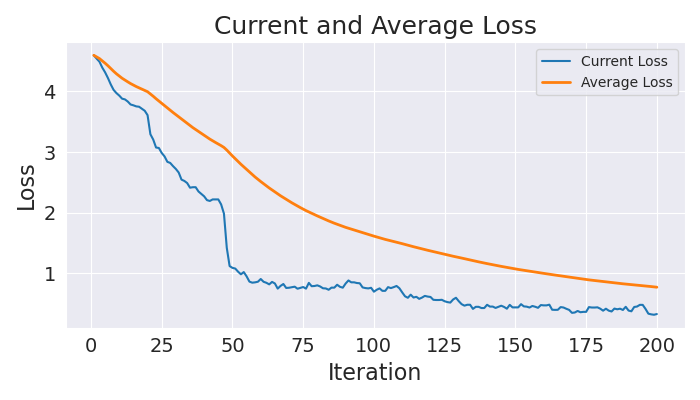 Current and Average Loss
Current Loss
Average Loss
4
3
2
1
Loss
0 25 50 75 100 125 150 175 200
Iteration